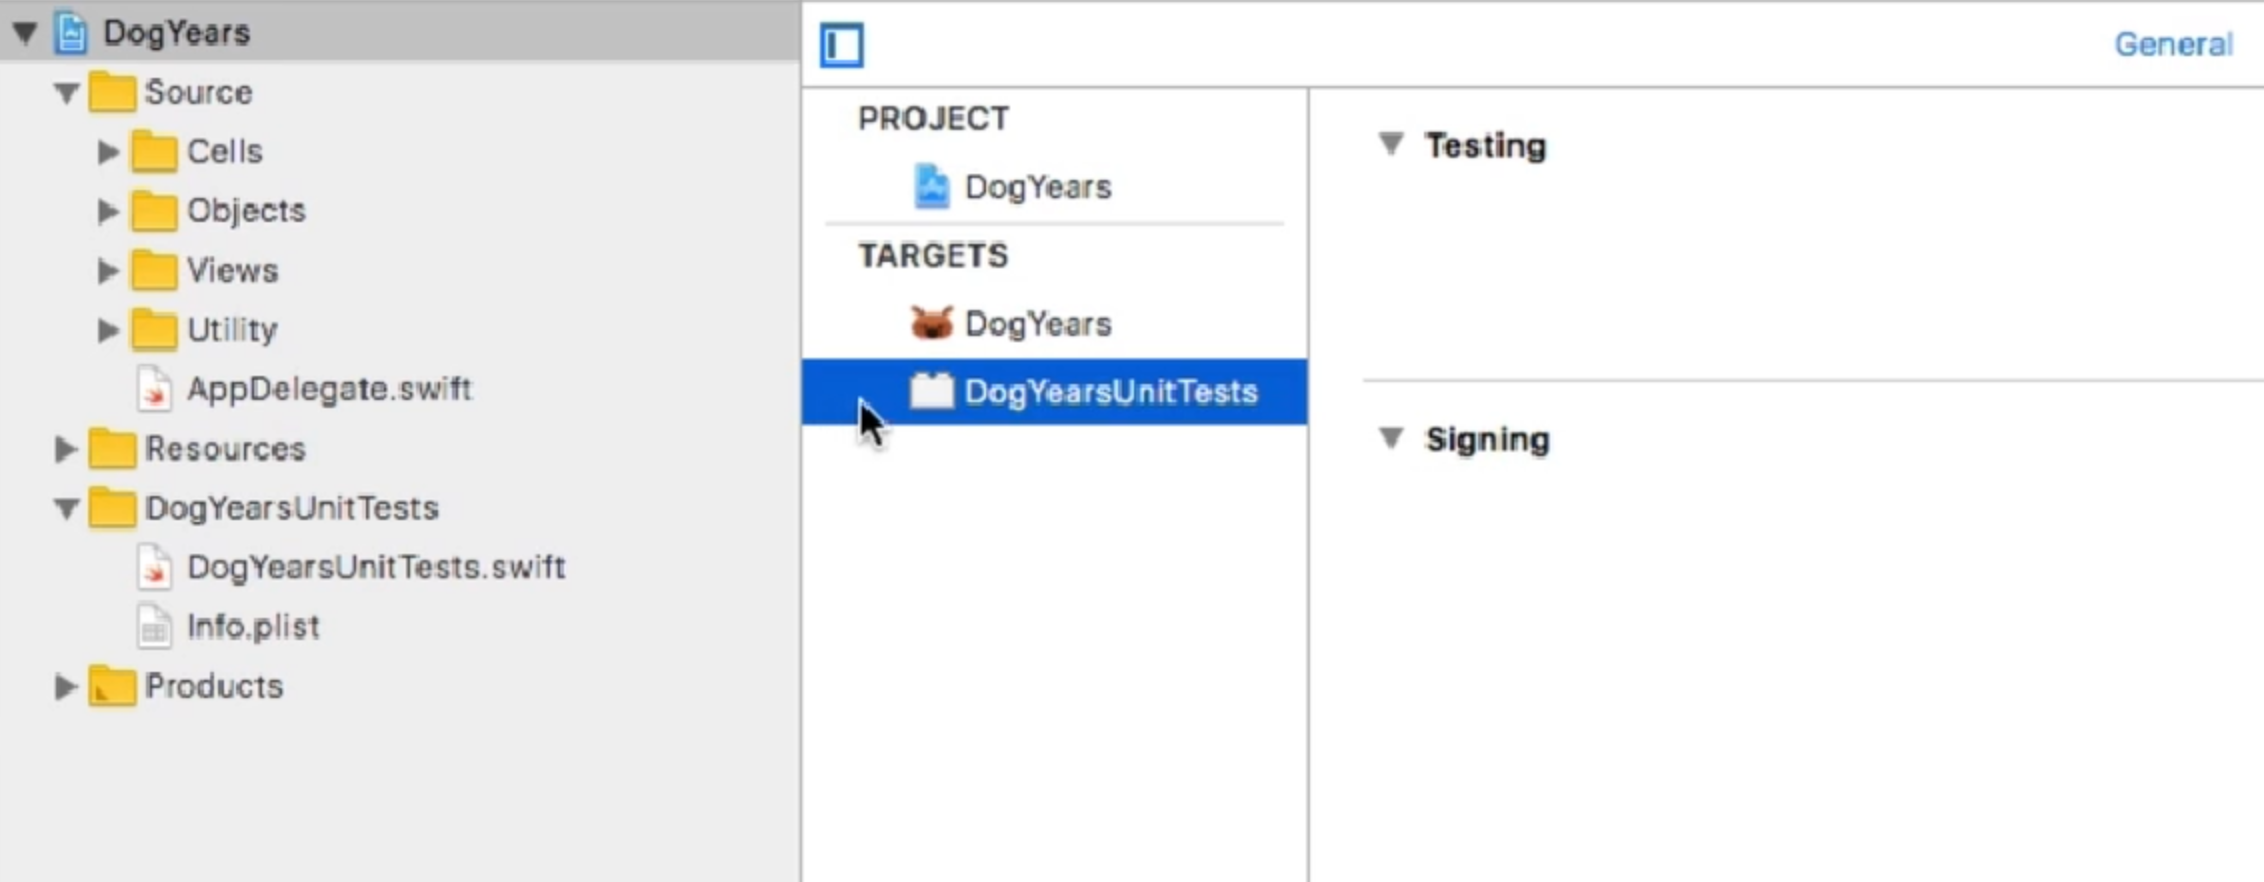 DogYears
Source
Cells
Objects
Views
Utility
AppDelegate.swift
Resources
DogYearsUnitTests
DogYearsUnitTests.swift
Info.plist
Products
General
PROJECT
DogYears
TARGETS
DogYears
DogYearsUnitTests
Testing
Signing